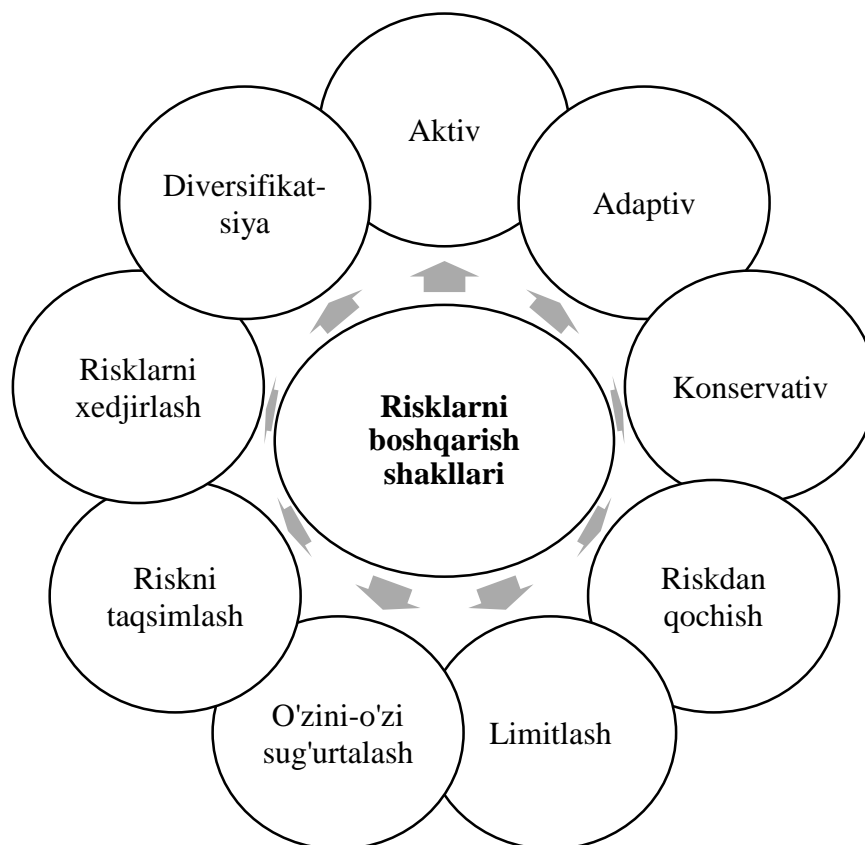 Aktiv
Adaptiv
Konservativ
Riskdan
qochish
Limitlash
O'zini-o'zi
sug'urtalash
Riskni
taqsimlash
Risklarni
xedjirlash
Diversifikat-
siya
Risklarni
boshqarish
shakllari